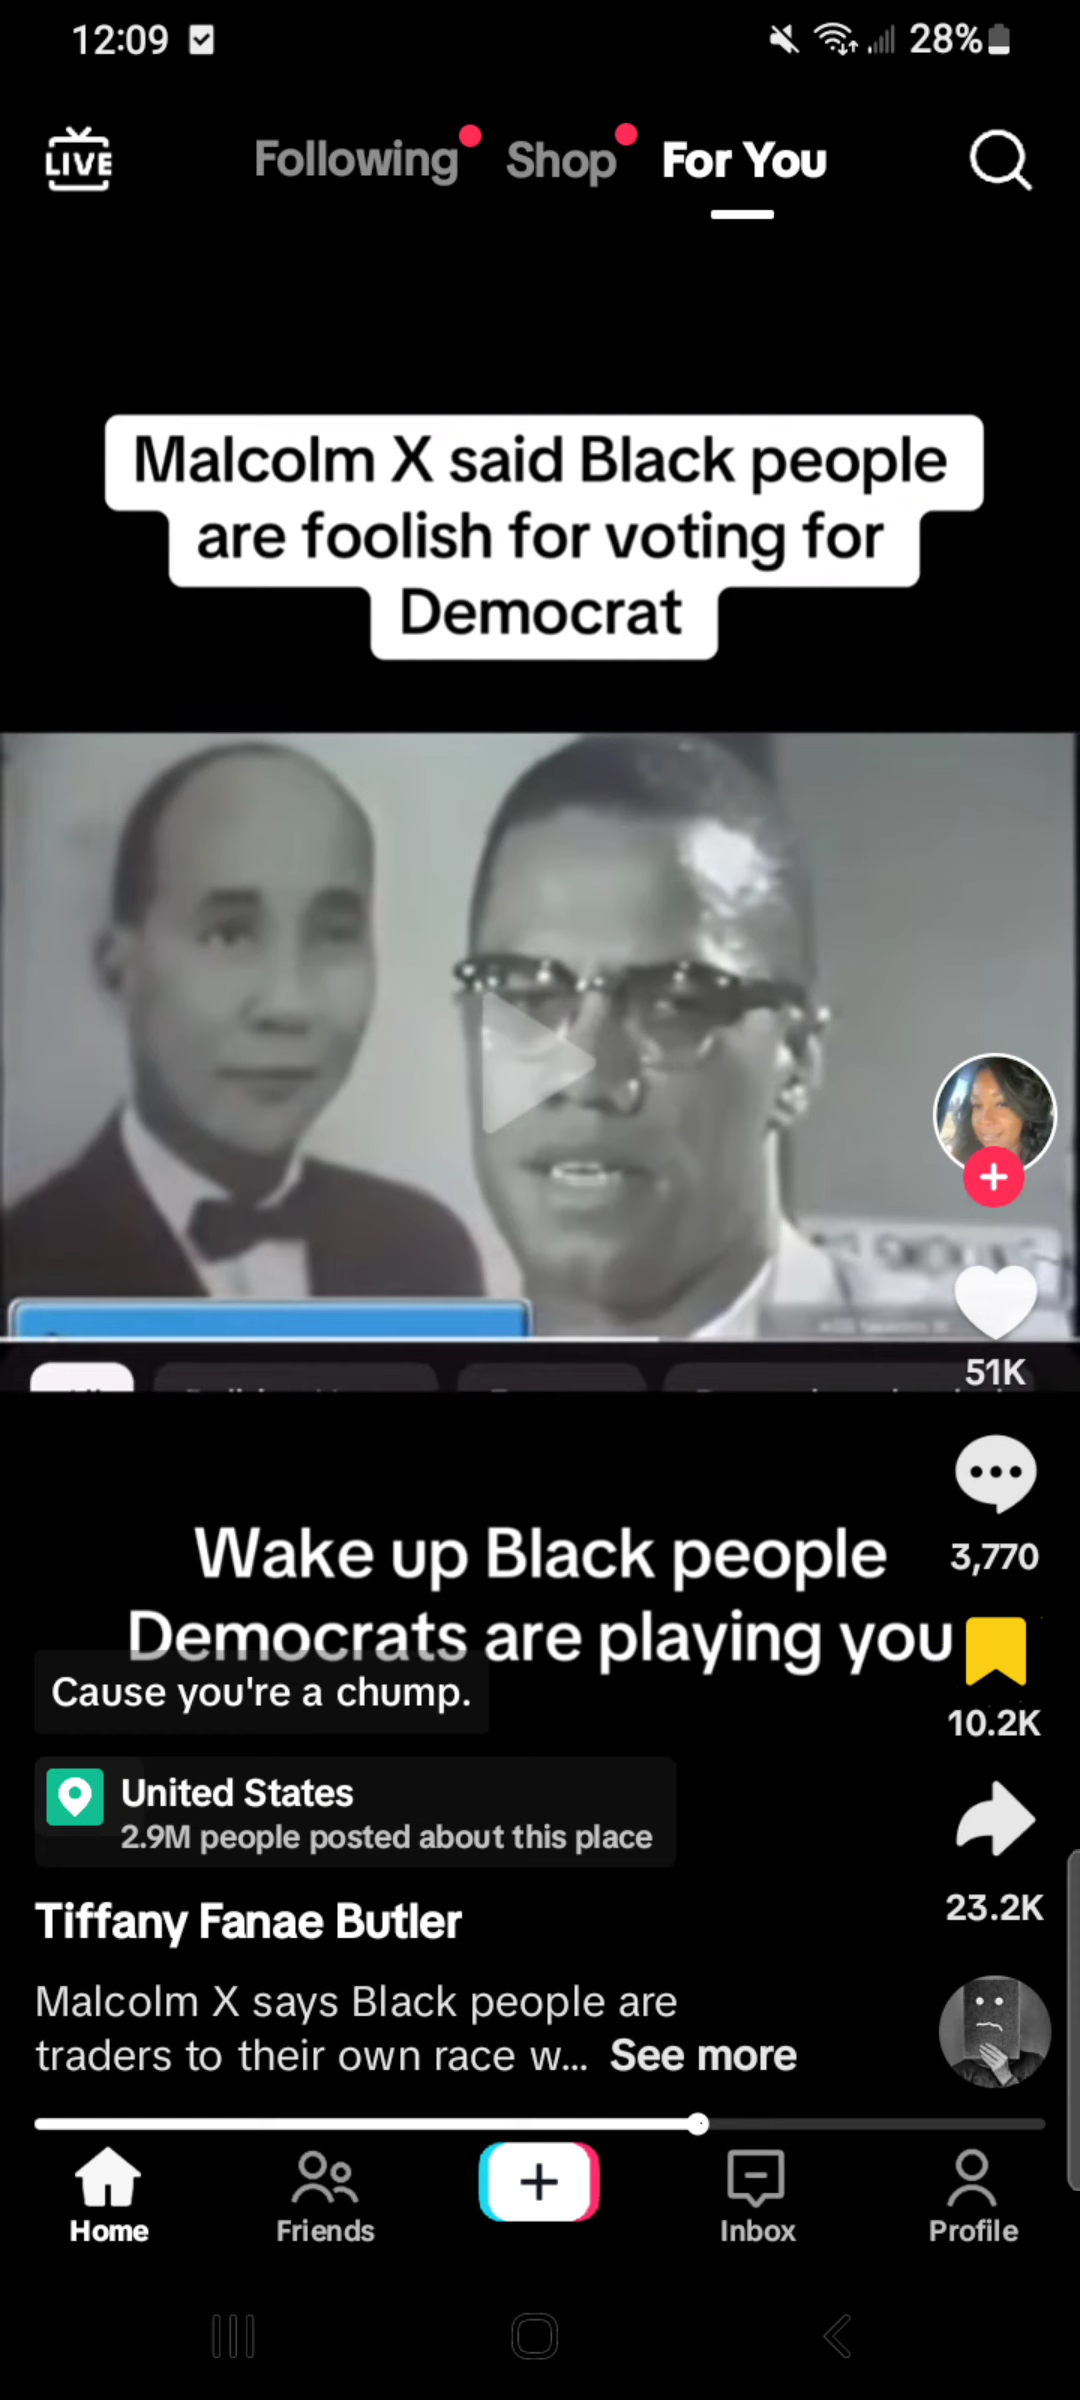 12:09
28%
LIVE
Following
Shop
For You
Malcolm X said Black people
are foolish for voting for
Democrat
51K
3,770
Wake up Black people
Democrats are playing you
Cause you're a chump.
10.2K
United States
2.9M people posted about this place
23.2K
Tiffany Fanae Butler
Malcolm X says Black people are
traders to their own race w... See more
Home
Friends
Inbox
Profile